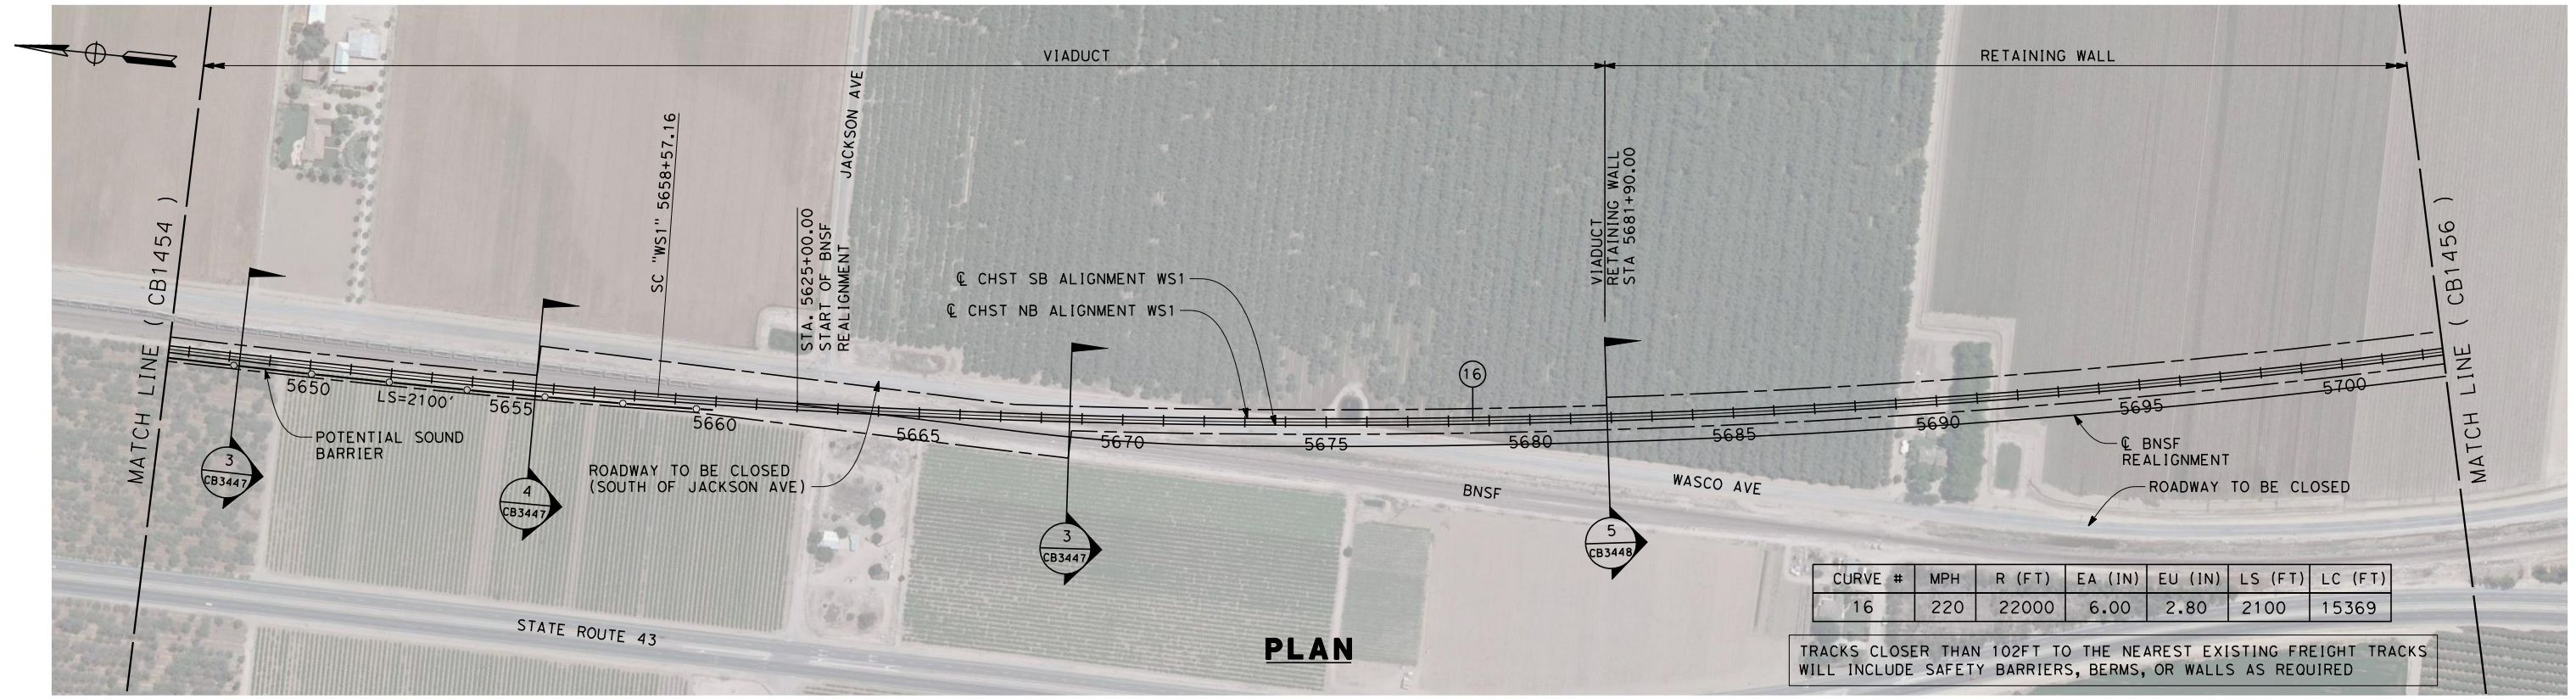 VIADUCT
RETAINING WALL
MATCH LINE ( CB1454 )
JACKSON AVE
SC "WS1" 5658+57.16
STA. 5625+00.00
START OF BNSF
REALIGNMENT
℄ CHST SB ALIGNMENT WS1
℄ CHST NB ALIGNMENT WS1
VIADUCT
RETAINING WALL
STA 5681+90.00
MATCH LINE ( CB1456 )
16
5650
LS=2100'
5655
5660
5665
5670
5675
5680
5685
5690
5695
5700
POTENTIAL SOUND
BARRIER
3
CB3447
4
CB3447
ROADWAY TO BE CLOSED
(SOUTH OF JACKSON AVE)
3
CB3447
BNSF
WASCO AVE
5
CB3448
℄ BNSF
REALIGNMENT
ROADWAY TO BE CLOSED
STATE ROUTE 43
PLAN
CURVE # MPH R (FT) EA (IN) EU (IN) LS (FT) LC (FT)
16 220 22000 6.00 2.80 2100 15369
TRACKS CLOSER THAN 102FT TO THE NEAREST EXISTING FREIGHT TRACKS
WILL INCLUDE SAFETY BARRIERS, BERMS, OR WALLS AS REQUIRED